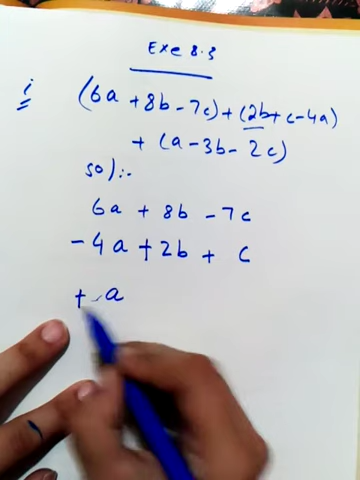 Exe 8.3
i (6a + 8b - 7c) + (2b + c - 4a)
+ (a - 3b - 2c)
sol:-
6a + 8b - 7c
- 4a + 2b + c
+ a